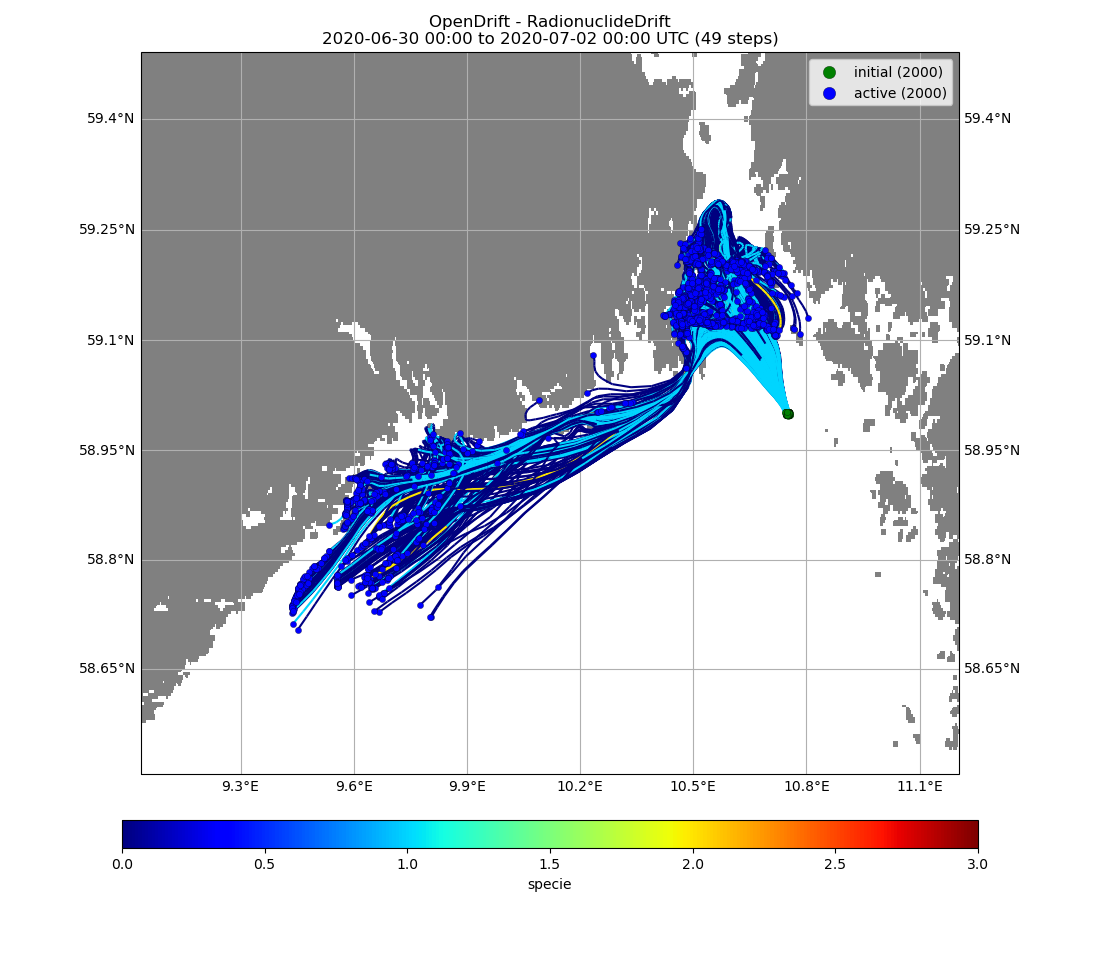 OpenDrift - RadionuclideDrift
2020-06-30 00:00 to 2020-07-02 00:00 UTC (49 steps)
initial (2000)
active (2000)
59.4°N 59.4°N
59.25°N 59.25°N
59.1°N 59.1°N
58.95°N 58.95°N
58.8°N 58.8°N
58.65°N 58.65°N
9.3°E 9.6°E 9.9°E 10.2°E 10.5°E 10.8°E 11.1°E
0.0 0.5 1.0 1.5 2.0 2.5 3.0
specie